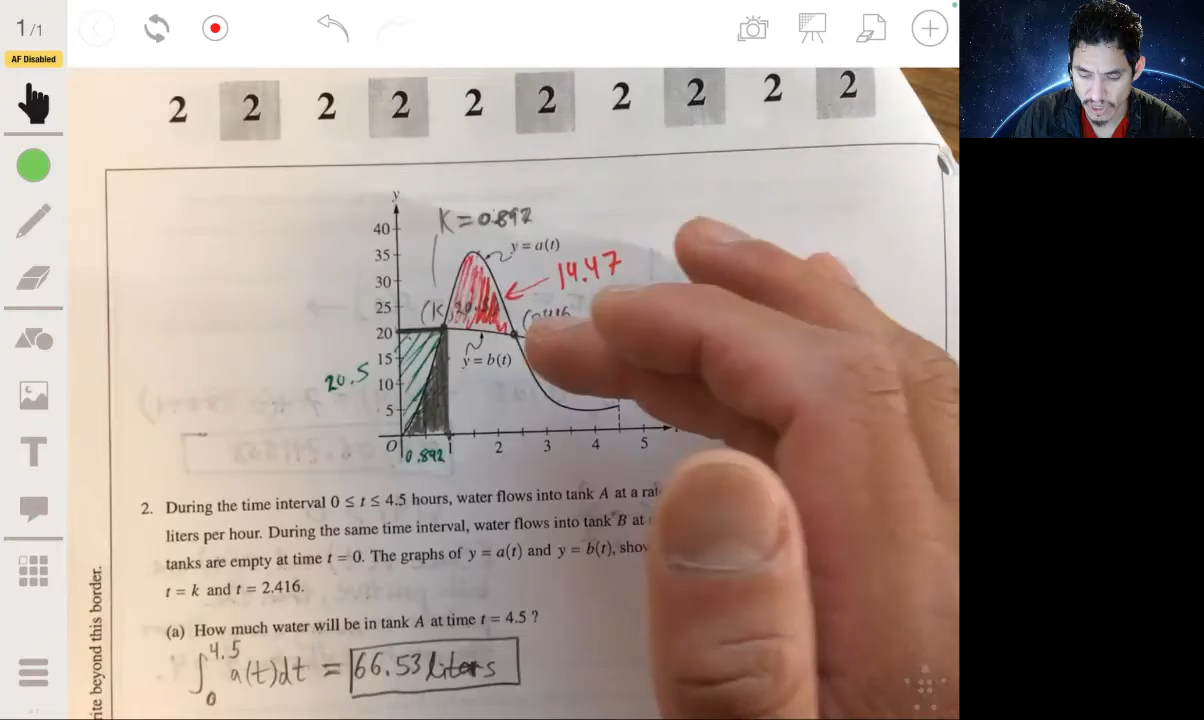 1/1
AF Disabled
2 2 2 2 2 2 2 2 2 2
y
K = 0.892
40
35
30
25
20
15
10
5
y = a(t)
14.47
(k,
20.5
y = b(t)
O
0.892
1
2
3
4
5
2. During the time interval 0 ≤ t ≤ 4.5 hours, water flows into tank A at a
liters per hour. During the same time interval, water flows into tank B at
tanks are empty at time t = 0. The graphs of y = a(t) and y = b(t),
t = k and t = 2.416.
(a) How much water will be in tank A at time t = 4.5 ?
∫₀^4.5 a(t)dt = 66.53 liters
beyond this border.
T